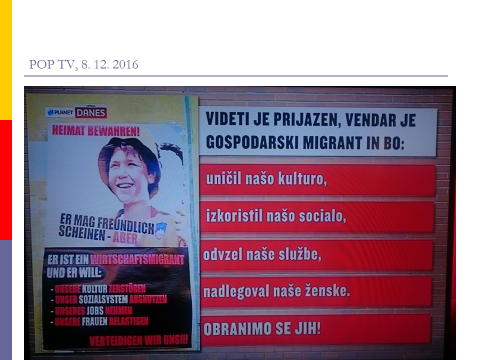 POP TV, 8. 12. 2016
PLANET DANES
HEIMAT BEWAHREN!
ER MAG FREUNDLICH
SCHEINEN - ABER
ER IST EIN WIRTSCHAFTSMIGRANT
UND ER WILL:
- UNSERE KULTUR ZERSTÖREN
- UNSER SOZIALSYSTEM ABNUTZEN
- UNSERE JOBS NEHMEN
- UNSERE FRAUEN BELÄSTIGEN
VERTEIDIGEN WIR UNS!!!
VIDETI JE PRIJAZEN, VENDAR JE
GOSPODARSKI MIGRANT IN BO:
uničil našo kulturo,
izkoristil našo socialo,
odvzel naše službe,
nadlegoval naše ženske.
OBRANIMO SE JIH!